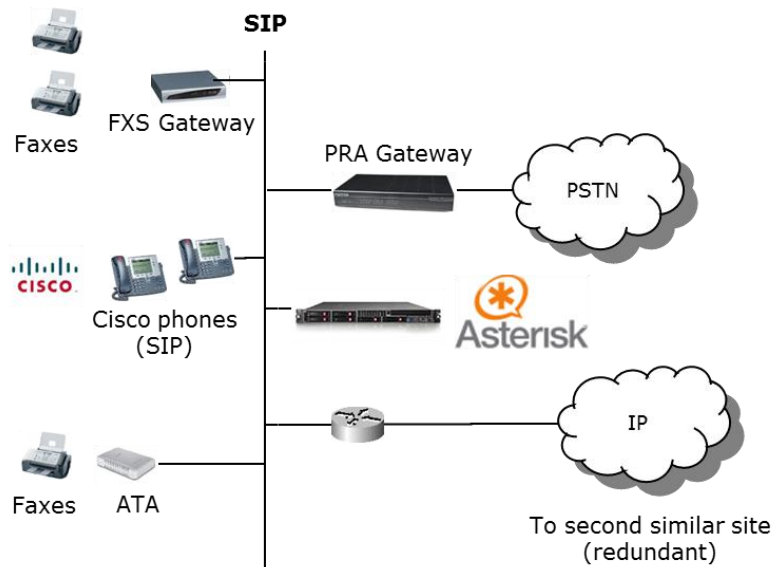 SIP
Faxes
FXS Gateway
PRA Gateway
PSTN
CISCO
Cisco phones
(SIP)
Asterisk
IP
Faxes
ATA
To second similar site
(redundant)